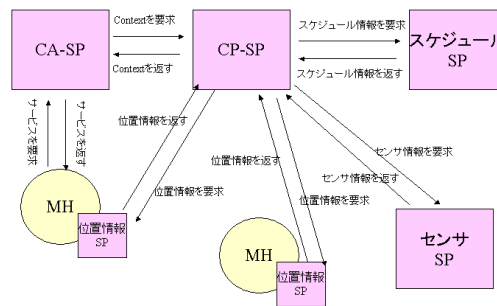 CA-SP
Contextを要求
Contextを返す
CP-SP
スケジュール情報を要求
スケジュール情報を返す
スケジュール
SP
サービスを要求
サービスを返す
位置情報を返す
位置情報を要求
位置情報を返す
位置情報を要求
センサ情報を要求
センサ情報を返す
MH
位置情報
SP
MH
位置情報
SP
センサ
SP